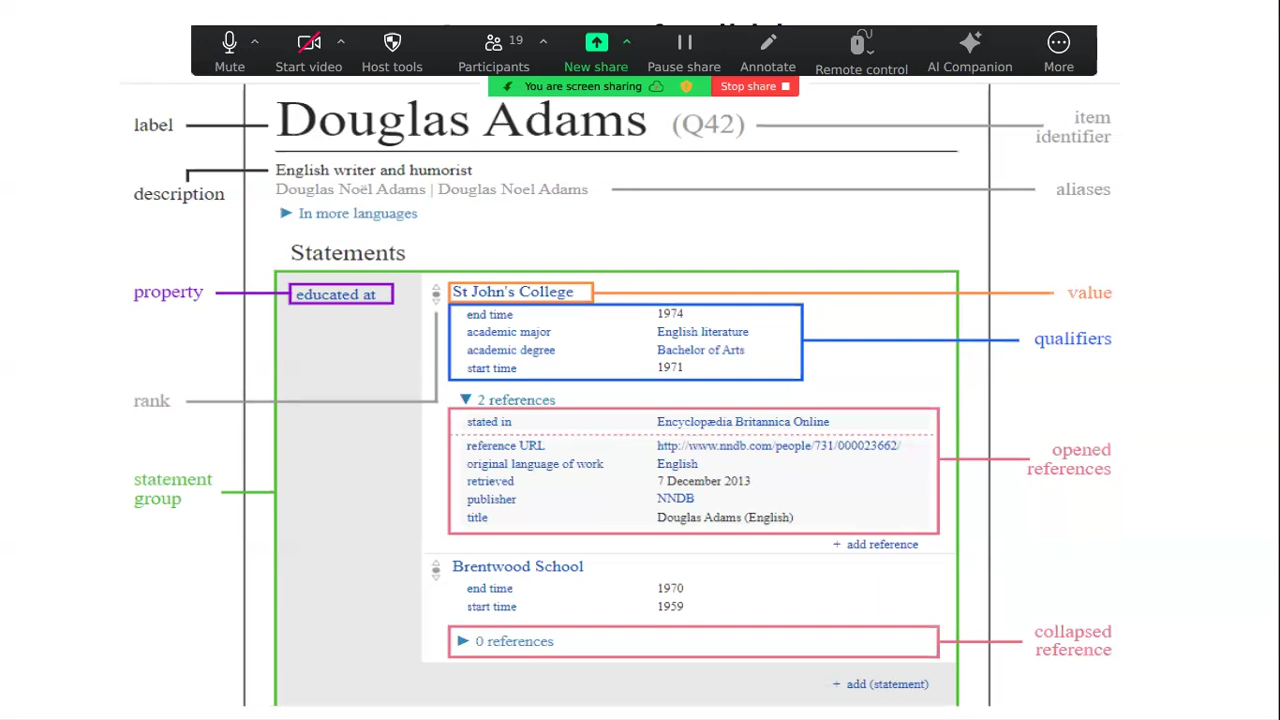 Mute
Start video
Host tools
Participants 19
New share
Pause share
Annotate
Remote control
AI Companion
More
You are screen sharing
Stop share
label
Douglas Adams (Q42)
item identifier
description
English writer and humorist
Douglas Noël Adams | Douglas Noel Adams
aliases
In more languages
Statements
property
educated at
St John's College
value
end time 1974
academic major English literature
academic degree Bachelor of Arts
start time 1971
qualifiers
rank
2 references
stated in Encyclopædia Britannica Online
reference URL http://www.nndb.com/people/731/000023662/
original language of work English
retrieved 7 December 2013
publisher NNDB
title Douglas Adams (English)
opened references
statement group
+ add reference
Brentwood School
end time 1970
start time 1959
0 references
collapsed reference
+ add (statement)